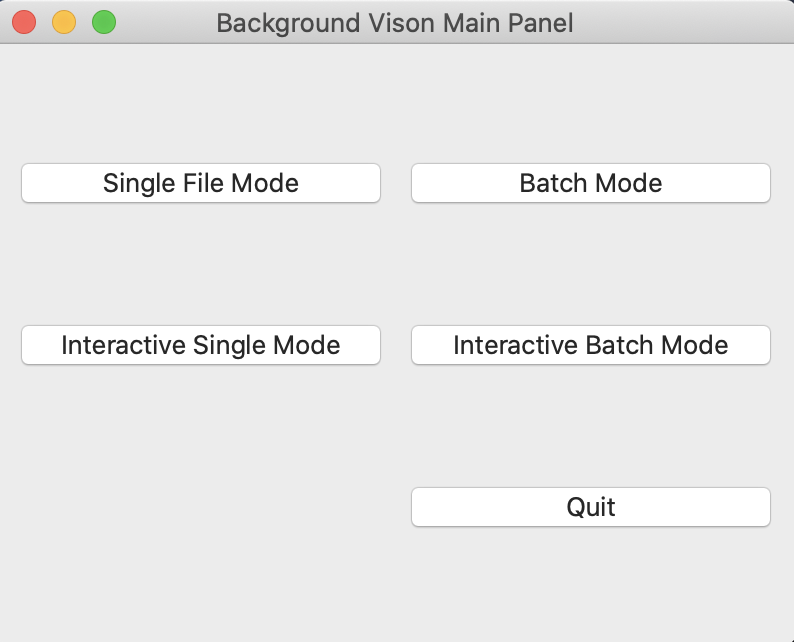 Background Vison Main Panel
Single File Mode
Batch Mode
Interactive Single Mode
Interactive Batch Mode
Quit